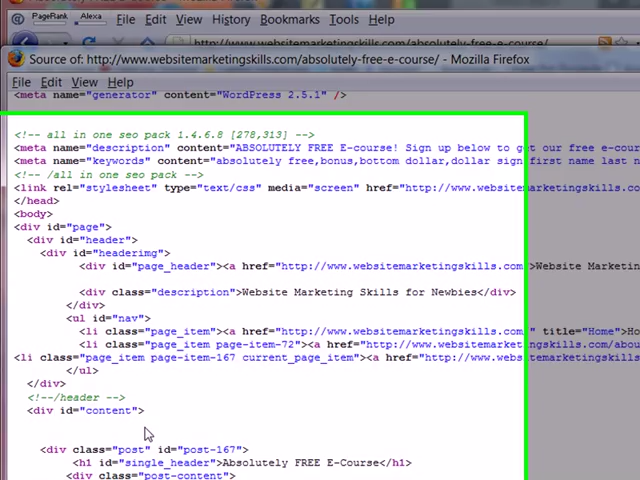 PageRank Alexa File Edit View History Bookmarks Tools Help
http://www.websitemarketingskills.com/absolutely-free-e-course/
Source of: http://www.websitemarketingskills.com/absolutely-free-e-course/ - Mozilla Firefox
File Edit View Help
<meta name="generator" content="WordPress 2.5.1" />
<!-- all in one seo pack 1.4.6.8 [278,313] -->
<meta name="description" content="ABSOLUTELY FREE E-course! Sign up below to get our free e-cour
<meta name="keywords" content="absolutely free,bonus,bottom dollar,dollar sign,first name last n
<!-- /all in one seo pack -->
<link rel="stylesheet" type="text/css" media="screen" href="http://www.websitemarketingskills.co
</head>
<body>
<div id="page">
<div id="header">
<div id="headerimg">
<div id="page_header"><a href="http://www.websitemarketingskills.com">Website Marketin
<div class="description">Website Marketing Skills for Newbies</div>
</div>
<ul id="nav">
<li class="page_item"><a href="http://www.websitemarketingskills.com" title="Home">Ho
<li class="page_item page-item-72"><a href="http://www.websitemarketingskills.com/abou
<li class="page_item page-item-167 current_page_item"><a href="http://www.websitemarketingskills
</ul>
</div>
<!--/header -->
<div id="content">
<div class="post" id="post-167">
<h1 id="single_header">Absolutely FREE E-Course</h1>
<div class="post-content">